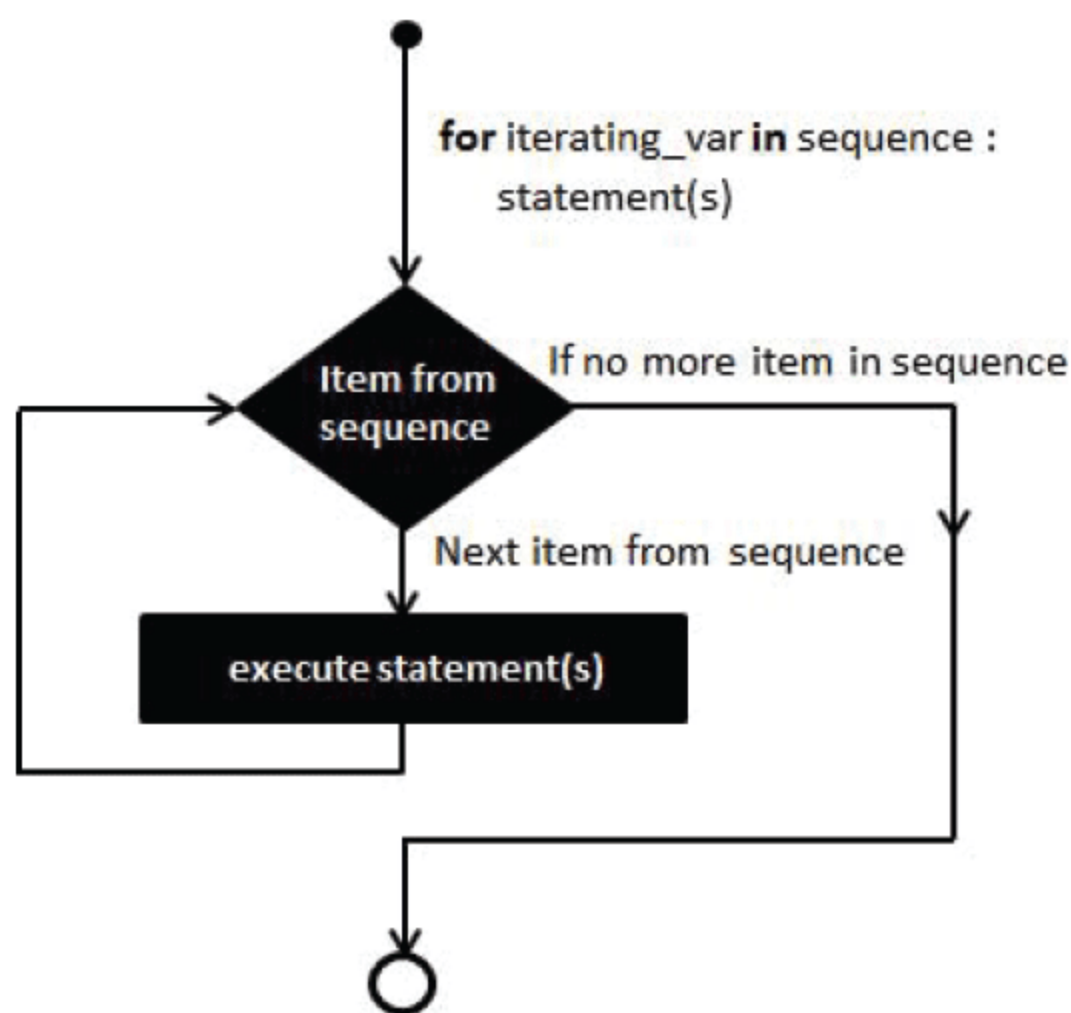 for iterating_var in sequence :
statement(s)
If no more item in sequence
Item from
sequence
Next item from sequence
execute statement(s)